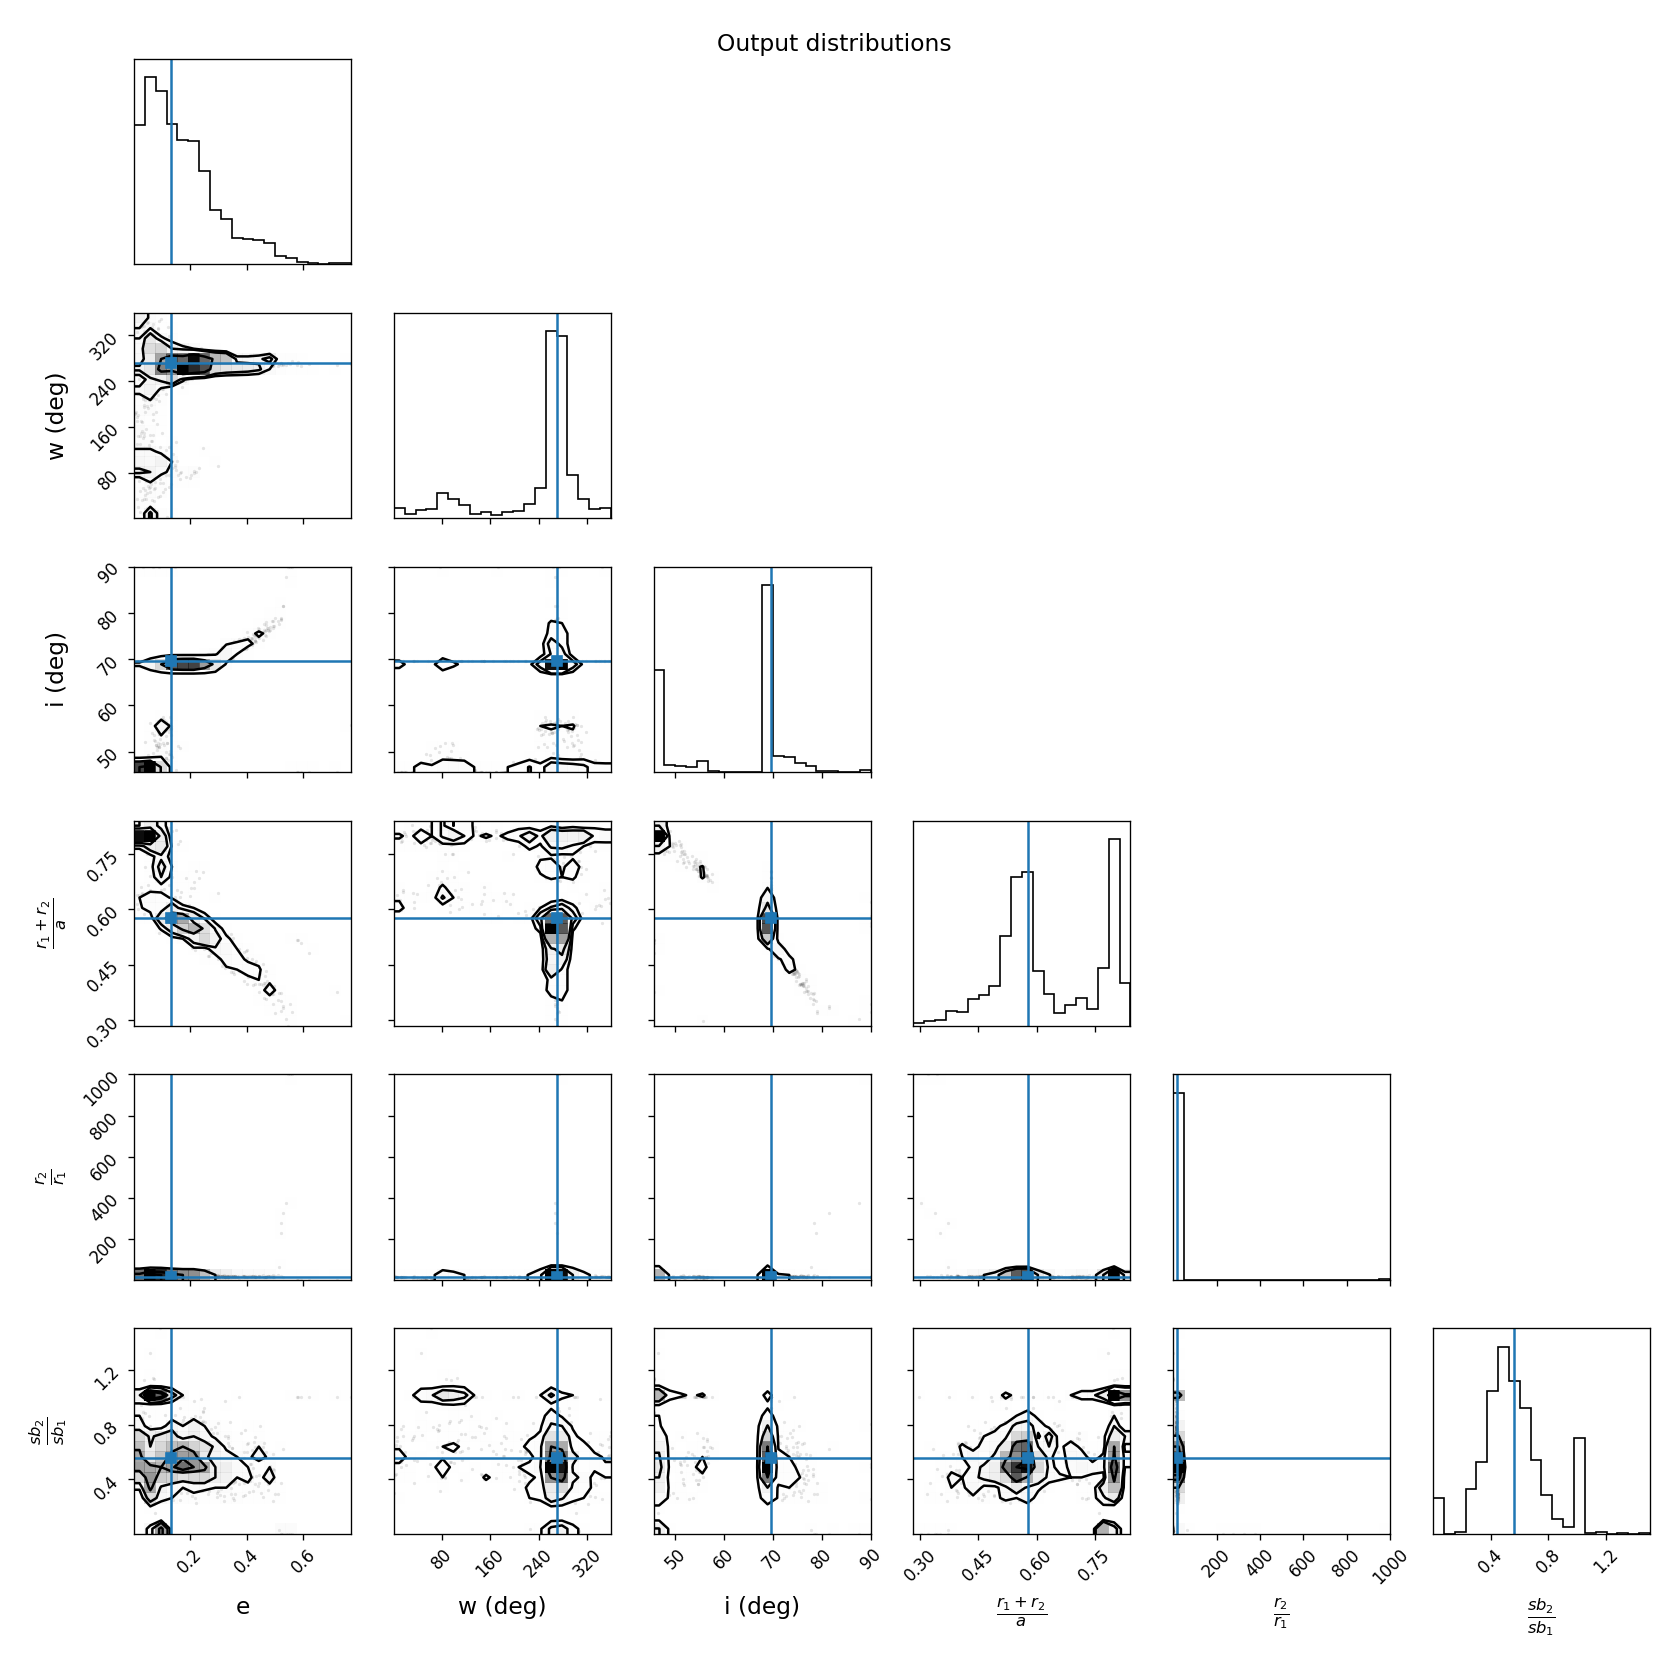 Output distributions
w (deg)
320
240
160
80
i (deg)
90
80
70
60
50
r₁ + r₂
a
0.75
0.60
0.45
0.30
r₂
r₁
1000
800
600
400
200
sb₂
sb₁
1.2
0.8
0.4
0.2 0.4 0.6
80 160 240 320
50 60 70 80 90
0.30 0.45 0.60 0.75
200 400 600 800 1000
0.4 0.8 1.2
e
w (deg)
i (deg)
r₁ + r₂
a
r₂
r₁
sb₂
sb₁